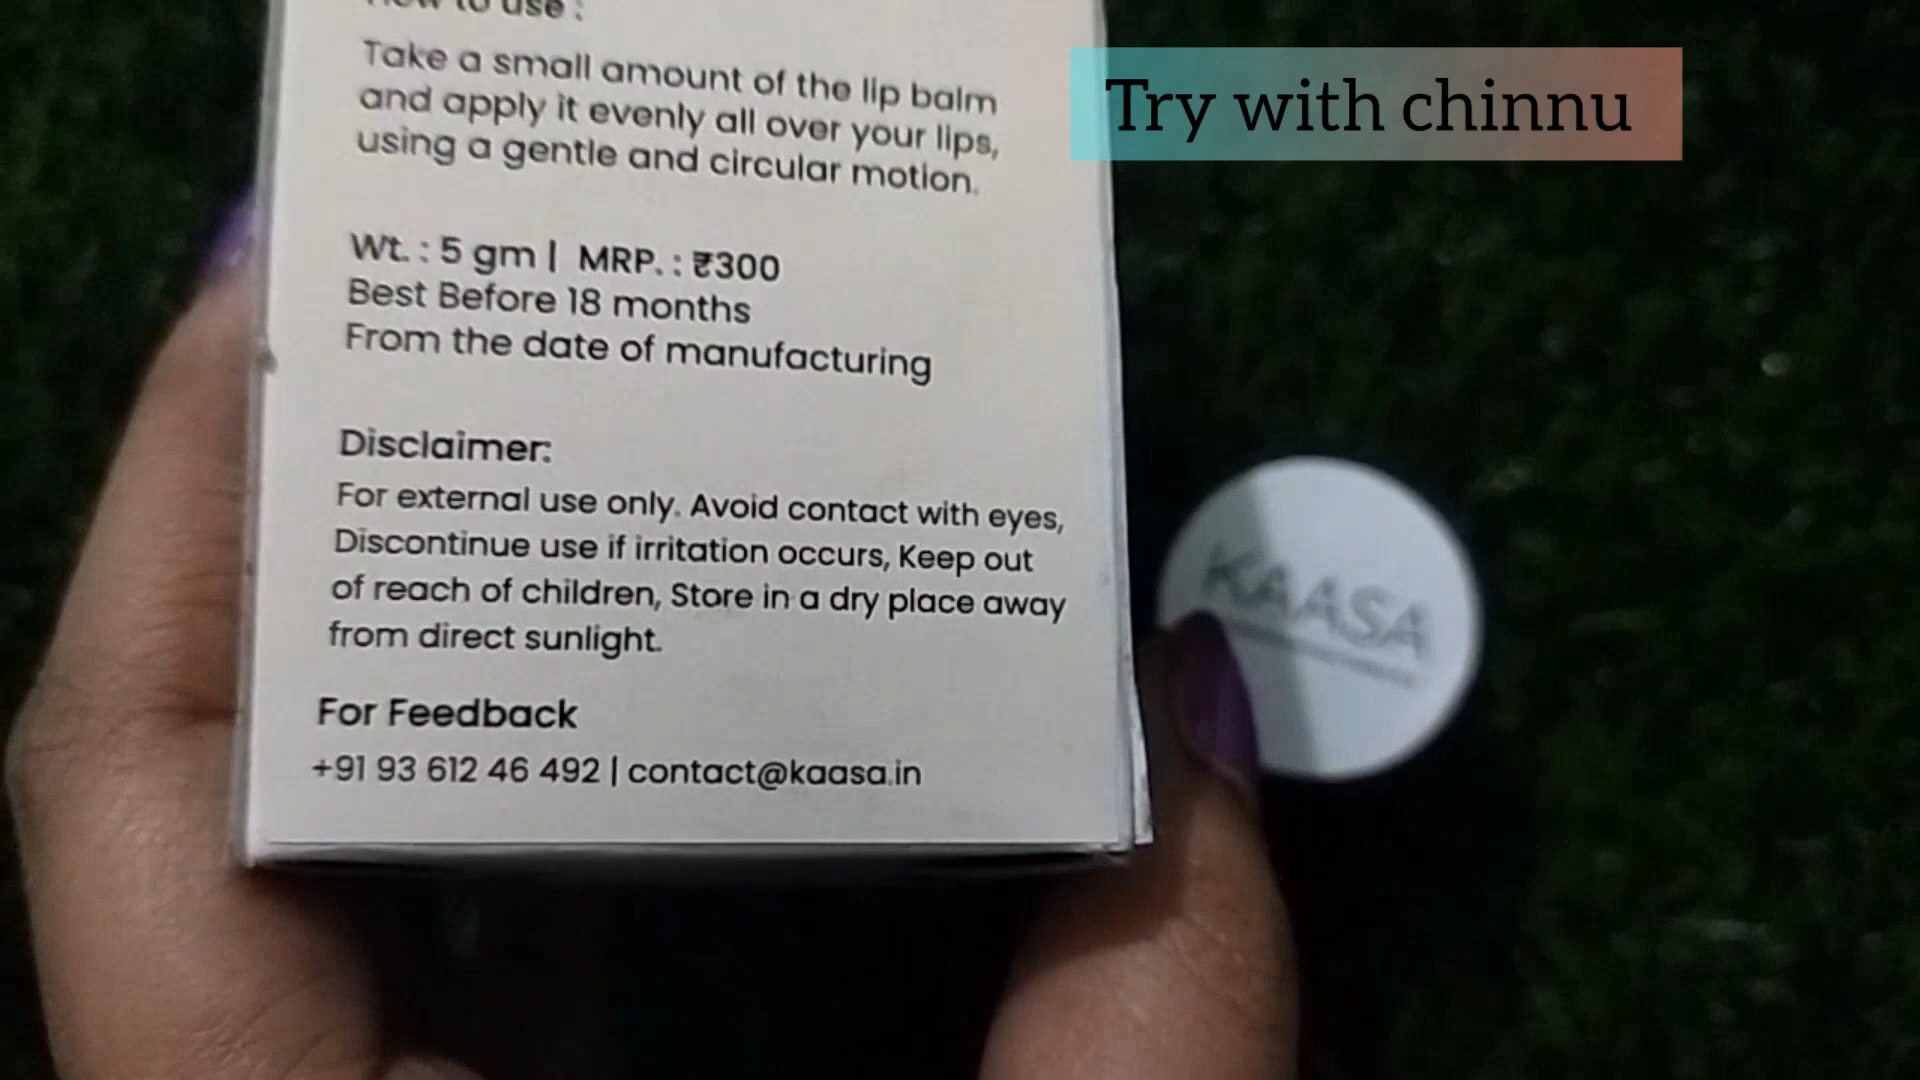 How to use :
Take a small amount of the lip balm
and apply it evenly all over your lips,
using a gentle and circular motion.
Wt. : 5 gm | MRP. : ₹300
Best Before 18 months
From the date of manufacturing
Disclaimer:
For external use only. Avoid contact with eyes,
Discontinue use if irritation occurs, Keep out
of reach of children, Store in a dry place away
from direct sunlight.
For Feedback
+91 93 612 46 492 | contact@kaasa.in
Try with chinnu
KAASA